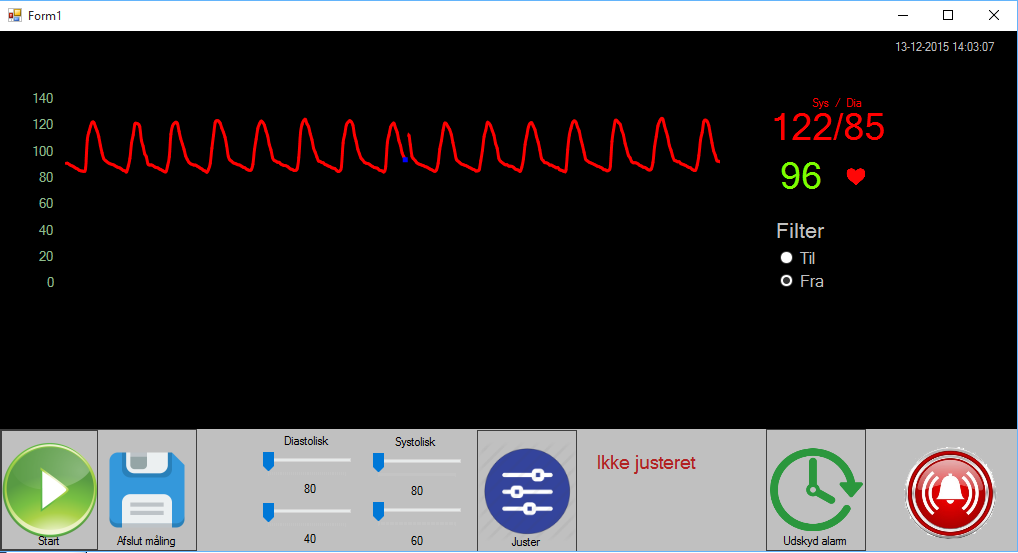 Form1
13-12-2015 14:03:07
140
120
100
80
60
40
20
0
Sys / Dia
122/85
96
Filter
Til
Fra
Start
Afslut måling
Diastolisk
80
40
Systolisk
80
60
Juster
Ikke justeret
Udskyd alarm